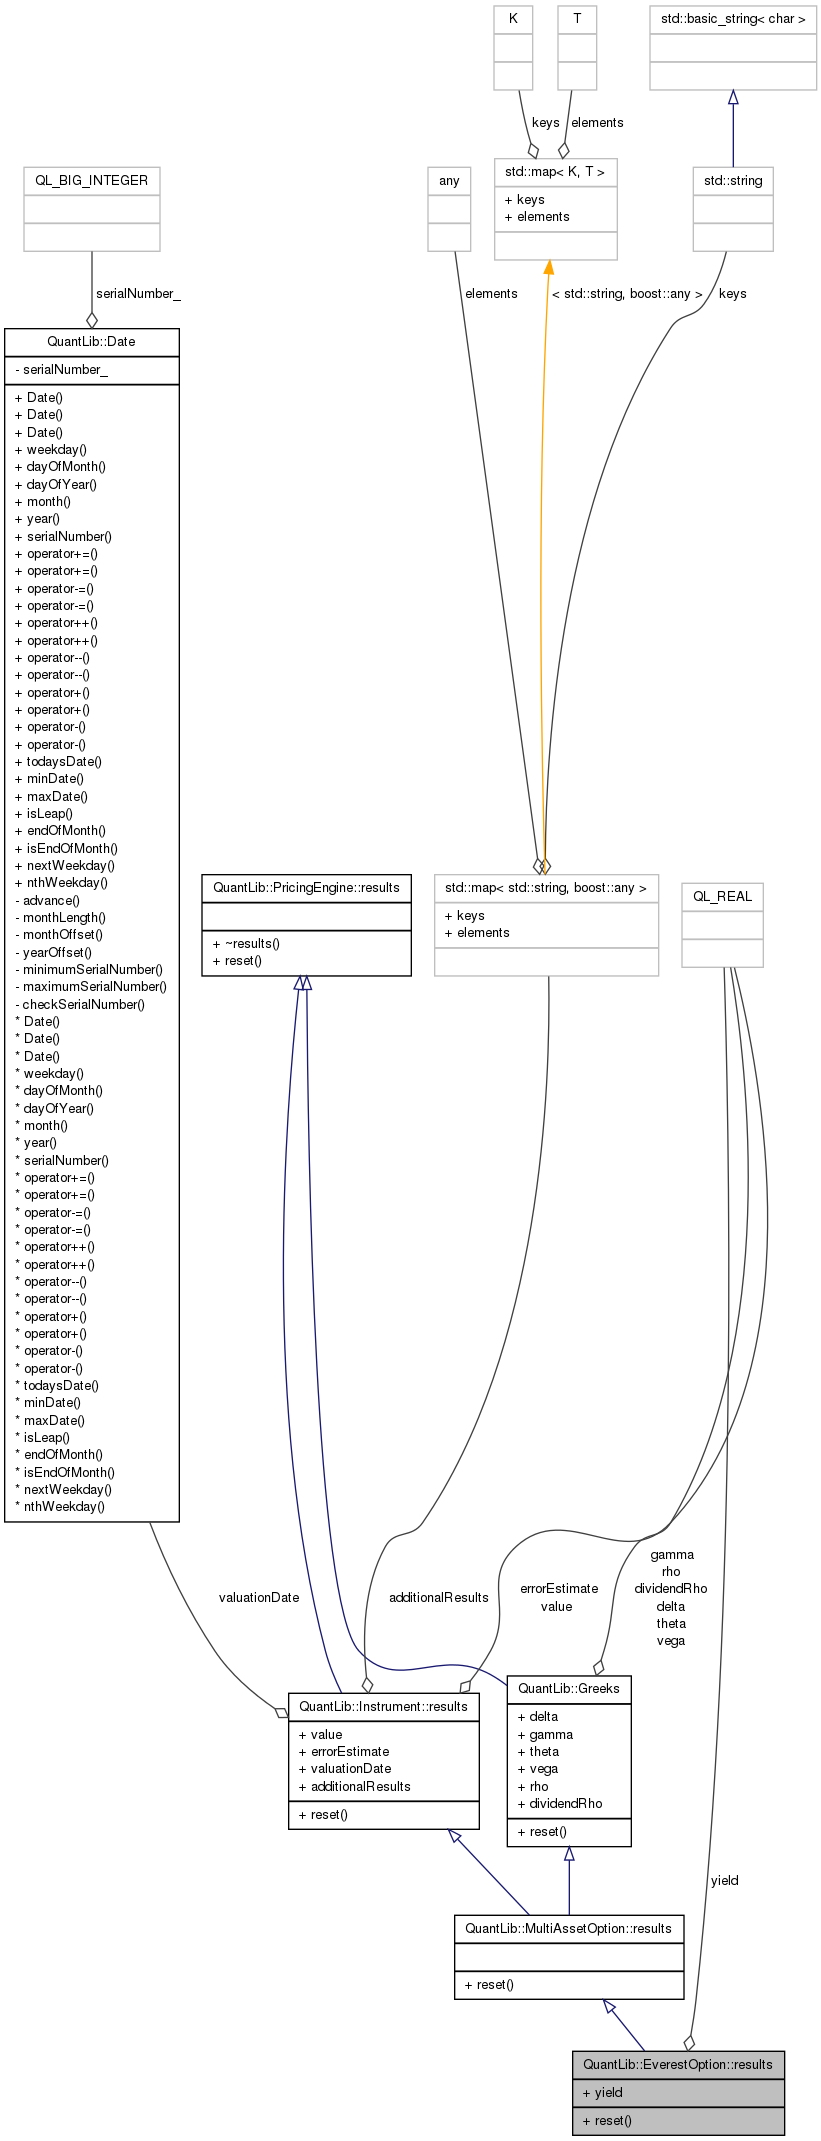 K
T
std::basic_string< char >
keys
elements
QL_BIG_INTEGER
any
std::map< K, T >
+ keys
+ elements
std::string
serialNumber_
elements
< std::string, boost::any >
keys
QuantLib::Date
- serialNumber_
+ Date()
+ Date()
+ Date()
+ weekday()
+ dayOfMonth()
+ dayOfYear()
+ month()
+ year()
+ serialNumber()
+ operator+=()
+ operator+=()
+ operator-=()
+ operator-=()
+ operator++()
+ operator++()
+ operator--()
+ operator--()
+ operator+()
+ operator+()
+ operator-()
+ operator-()
+ todaysDate()
+ minDate()
+ maxDate()
+ isLeap()
+ endOfMonth()
+ isEndOfMonth()
+ nextWeekday()
+ nthWeekday()
- advance()
- monthLength()
- monthOffset()
- yearOffset()
- minimumSerialNumber()
- maximumSerialNumber()
- checkSerialNumber()
* Date()
* Date()
* Date()
* weekday()
* dayOfMonth()
* dayOfYear()
* month()
* year()
* serialNumber()
* operator+=()
* operator+=()
* operator-=()
* operator-=()
* operator++()
* operator++()
* operator--()
* operator--()
* operator+()
* operator+()
* operator-()
* operator-()
* todaysDate()
* minDate()
* maxDate()
* isLeap()
* endOfMonth()
* isEndOfMonth()
* nextWeekday()
* nthWeekday()
QuantLib::PricingEngine::results
+ ~results()
+ reset()
std::map< std::string, boost::any >
+ keys
+ elements
QL_REAL
valuationDate
additionalResults
errorEstimate
value
gamma
rho
dividendRho
delta
theta
vega
QuantLib::Instrument::results
+ value
+ errorEstimate
+ valuationDate
+ additionalResults
+ reset()
QuantLib::Greeks
+ delta
+ gamma
+ theta
+ vega
+ rho
+ dividendRho
+ reset()
yield
QuantLib::MultiAssetOption::results
+ reset()
QuantLib::EverestOption::results
+ yield
+ reset()